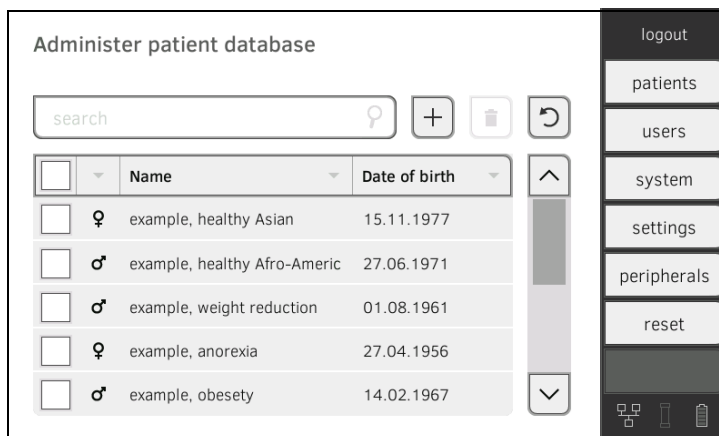 Administer patient database
search
Name Date of birth
example, healthy Asian 15.11.1977
example, healthy Afro-Americ 27.06.1971
example, weight reduction 01.08.1961
example, anorexia 27.04.1956
example, obesety 14.02.1967
logout
patients
users
system
settings
peripherals
reset